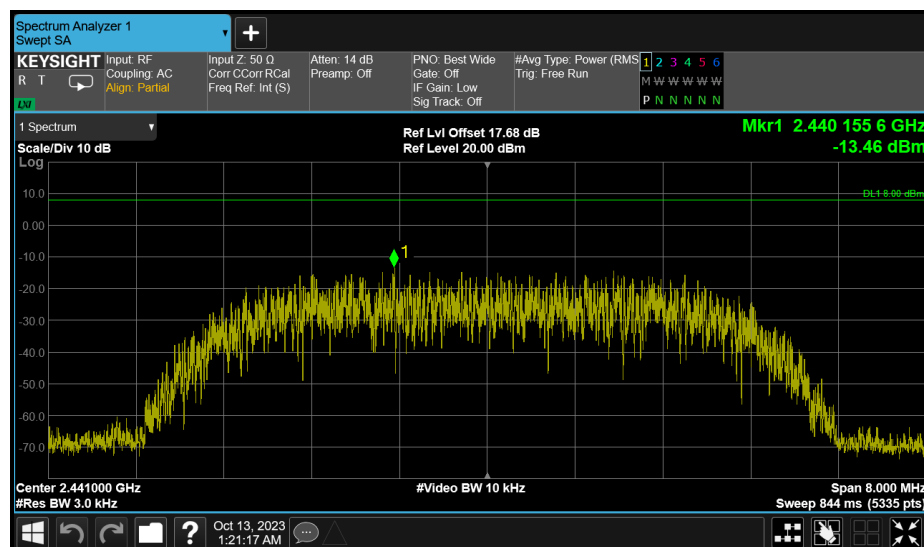 Spectrum Analyzer 1
Swept SA
+
KEYSIGHT
R T
LXI
Input: RF
Coupling: AC
Align: Partial
Input Z: 50 Ω
Corr CCorr RCal
Freq Ref: Int (S)
Atten: 14 dB
Preamp: Off
PNO: Best Wide
Gate: Off
IF Gain: Low
Sig Track: Off
#Avg Type: Power (RMS
Trig: Free Run
1 2 3 4 5 6
M W W W W W
P N N N N N
1 Spectrum
Scale/Div 10 dB
Log
Ref Lvl Offset 17.68 dB
Ref Level 20.00 dBm
Mkr1 2.440 155 6 GHz
-13.46 dBm
10.0
DL1 8.00 dBm
0.00
-10.0
1
-20.0
-30.0
-40.0
-50.0
-60.0
-70.0
Center 2.441000 GHz
#Video BW 10 kHz
Span 8.000 MHz
#Res BW 3.0 kHz
Sweep 844 ms (5335 pts)
?
Oct 13, 2023
1:21:17 AM